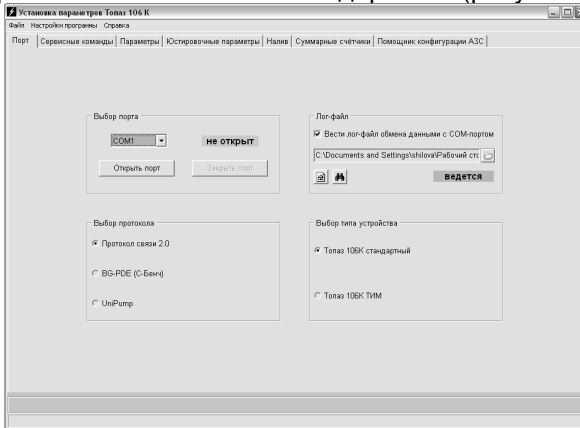 Установка параметров Топаз 106 К
Файл Настройки программы Справка
Порт Сервисные команды Параметры Юстировочные параметры Налив Суммарные счётчики Помощник конфигурации АЗС
Выбор порта
COM1 не открыт
Открыть порт Закрыть порт
Лог-файл
Вести лог-файл обмена данными с COM-портом
C:\Documents and Settings\shilova\Рабочий сто
ведется
Выбор протокола
Протокол связи 2.0
BG-PDE (С-Бенч)
UniPump
Выбор типа устройства
Топаз 106К стандартный
Топаз 106К ТИМ